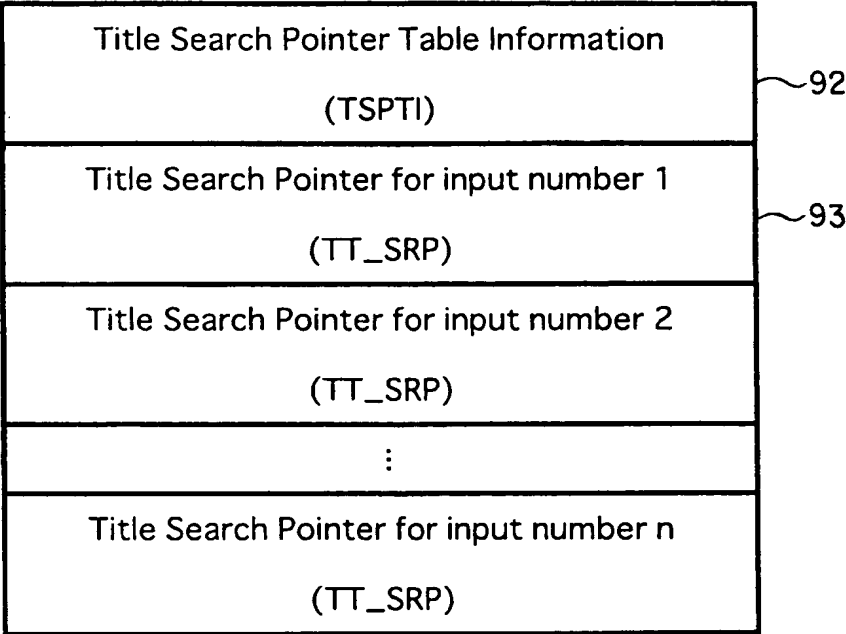 Title Search Pointer Table Information
(TSPTI)
92
Title Search Pointer for input number 1
(TT_SRP)
93
Title Search Pointer for input number 2
(TT_SRP)
⋮
Title Search Pointer for input number n
(TT_SRP)